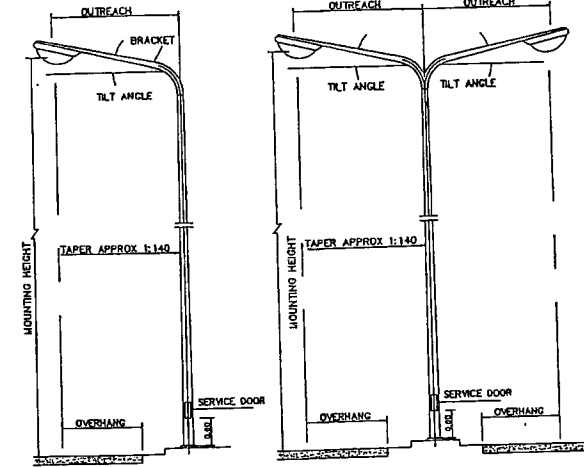 OUTREACH
BRACKET
TILT ANGLE
MOUNTING HEIGHT
TAPER APPROX 1:140
SERVICE DOOR
0.60
OVERHANG
OUTREACH
OUTREACH
TILT ANGLE
TILT ANGLE
MOUNTING HEIGHT
TAPER APPROX 1:140
SERVICE DOOR
0.60
OVERHANG
OVERHANG